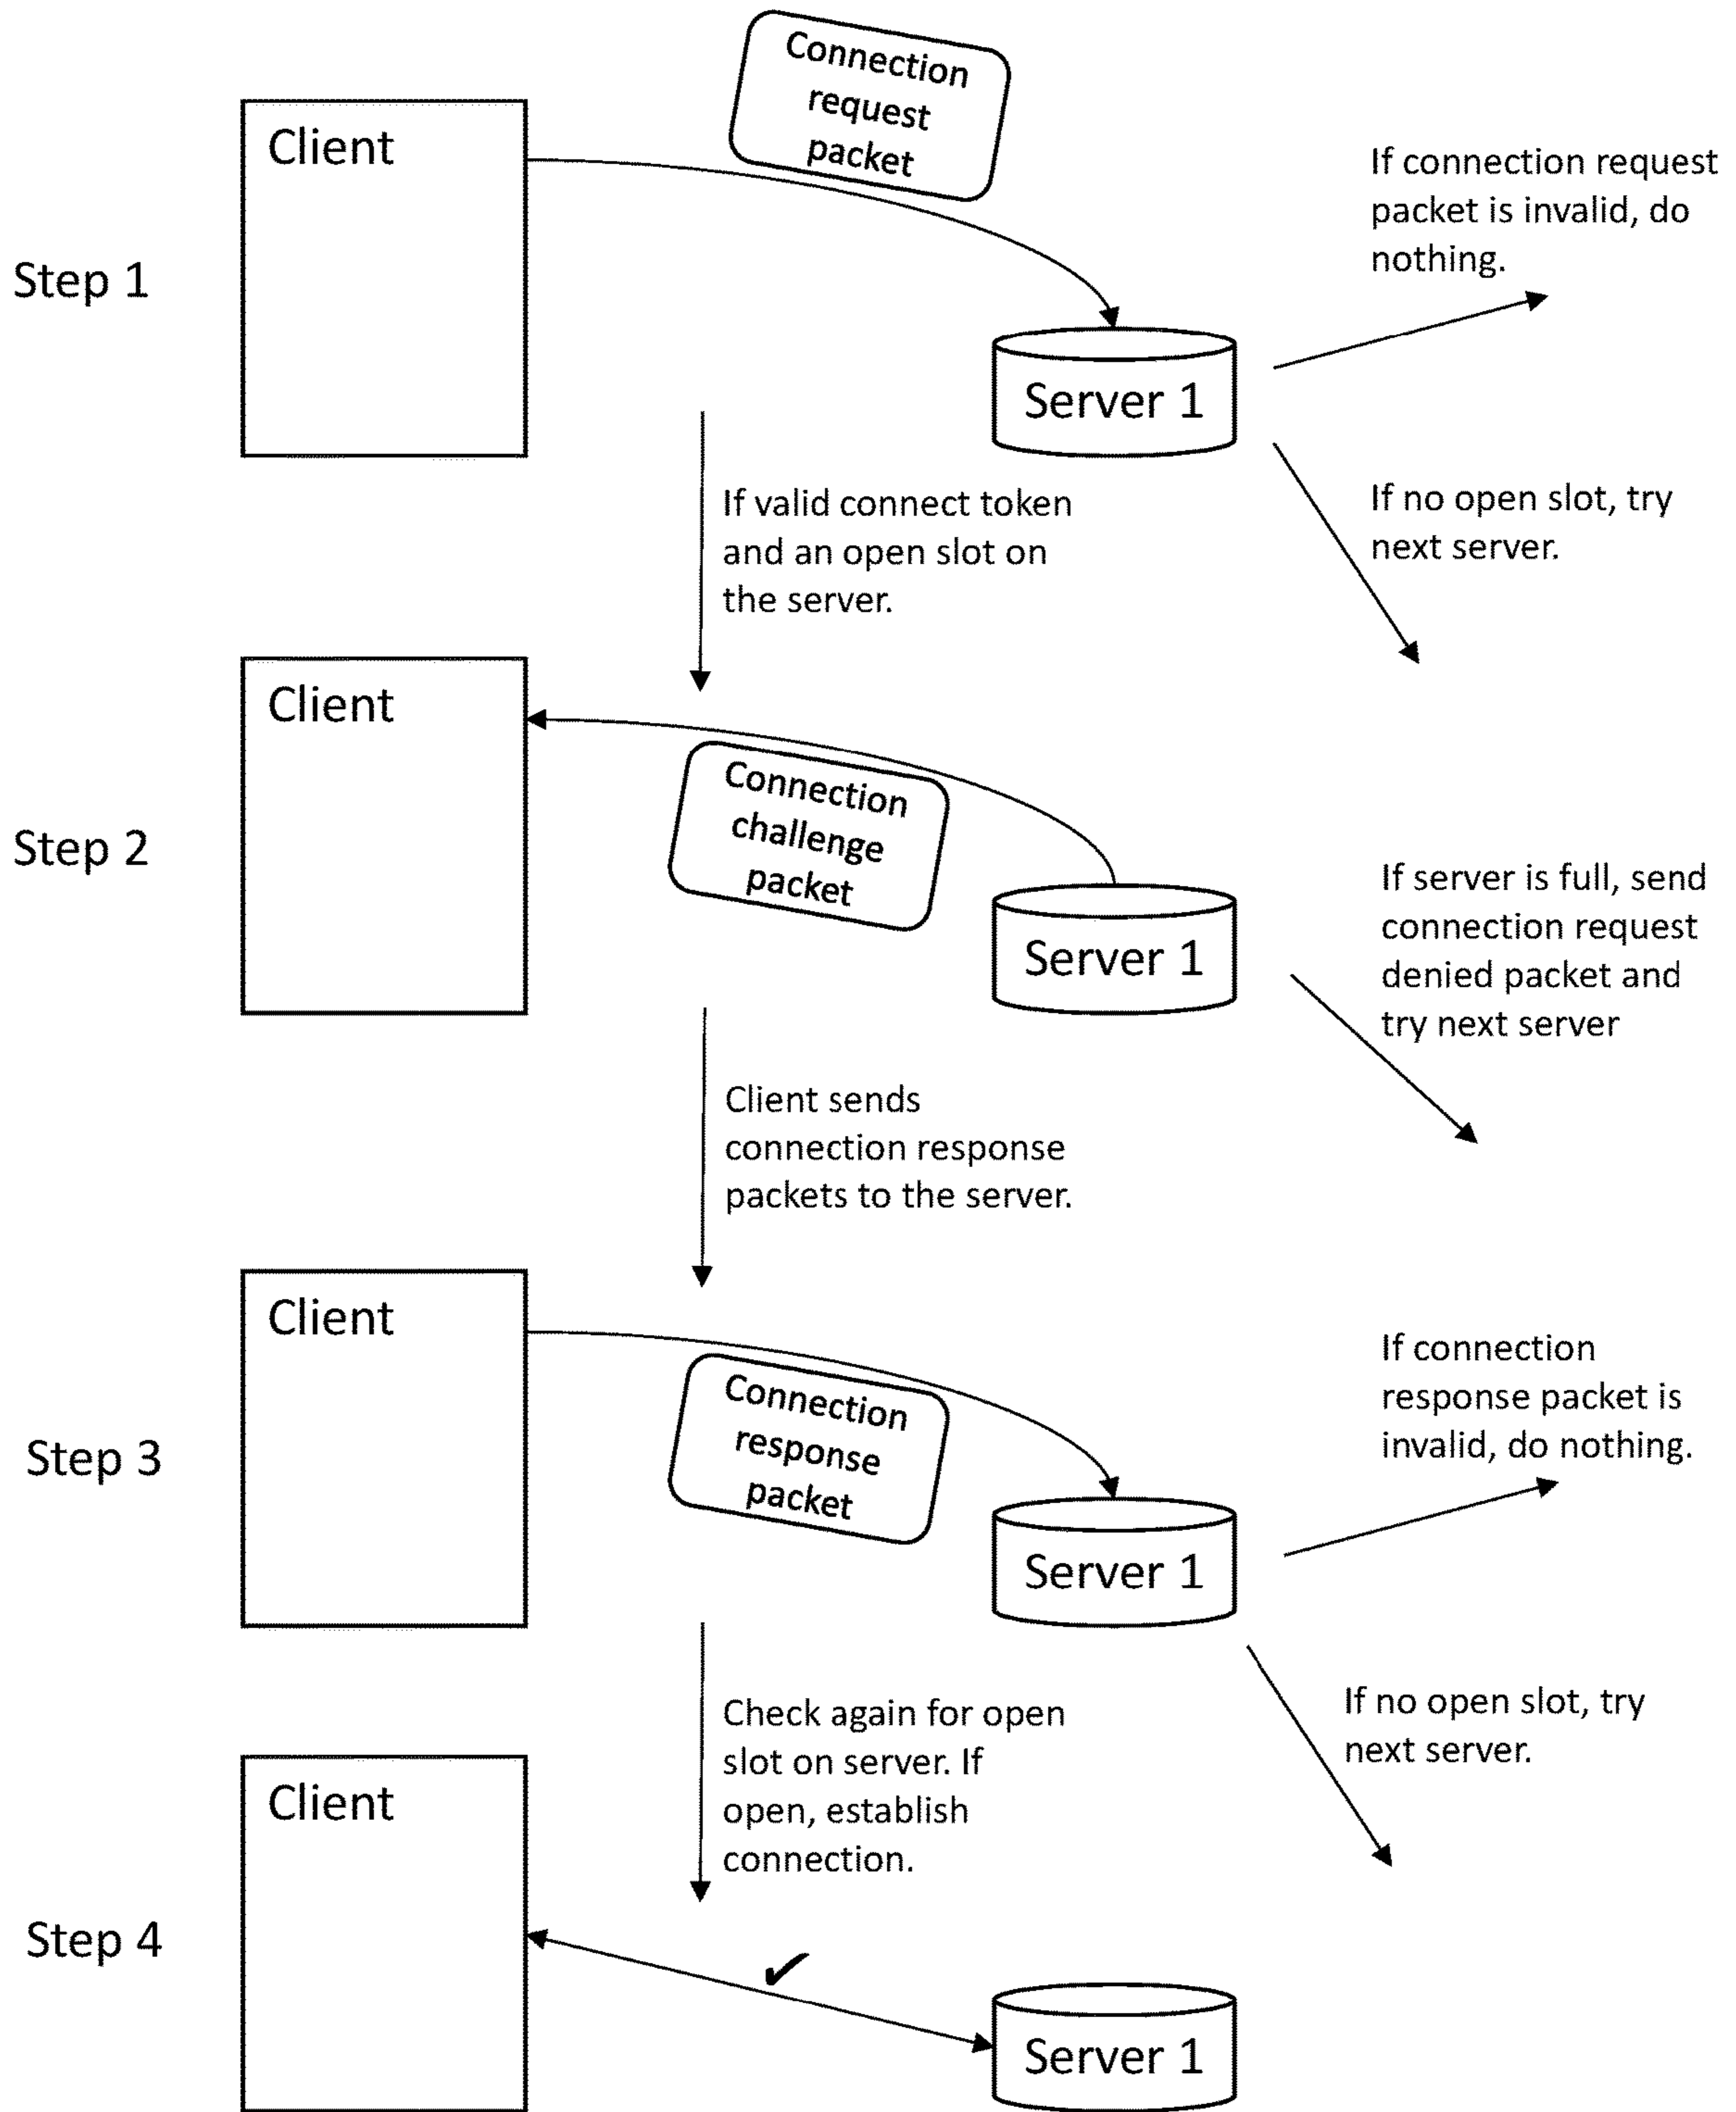 Connection
request
packet
Client
If connection request
packet is invalid, do
nothing.
Step 1
Server 1
If valid connect token
and an open slot on
the server.
If no open slot, try
next server.
Client
Connection
challenge
packet
Step 2
Server 1
If server is full, send
connection request
denied packet and
try next server
Client sends
connection response
packets to the server.
Client
Connection
response
packet
If connection
response packet is
invalid, do nothing.
Step 3
Server 1
Check again for open
slot on server. If
open, establish
connection.
If no open slot, try
next server.
Client
Step 4
Server 1